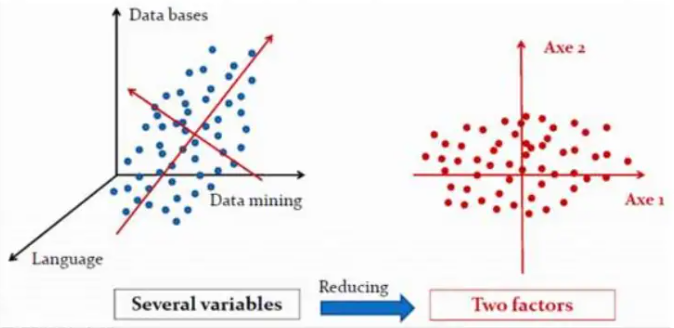 Data bases
Axe 2
Data mining
Axe 1
Language
Reducing
Several variables
Two factors